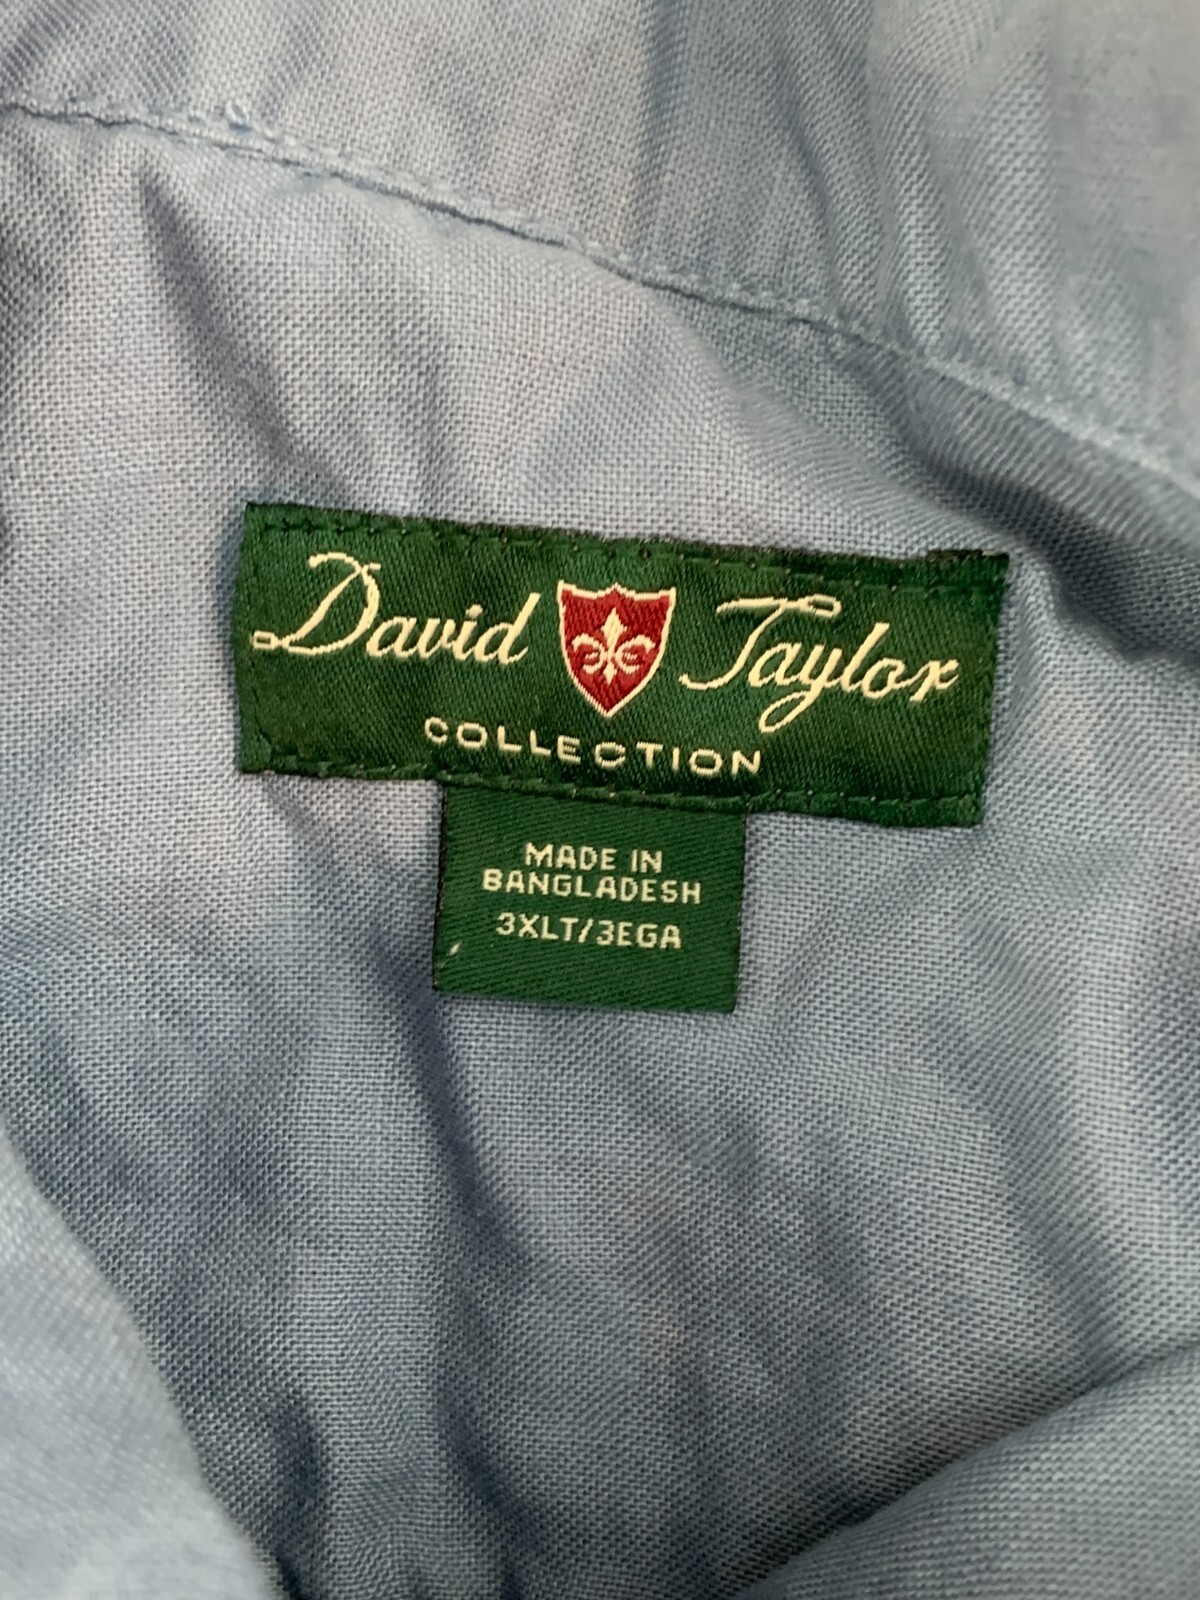 David Taylor
COLLECTION
MADE IN
BANGLADESH
3XLT/3EGA